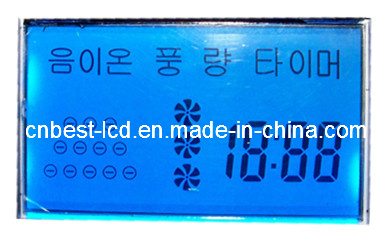 음이온 풍 량 타이머
cnbest-lcd.en.made-in-china.com
18:88